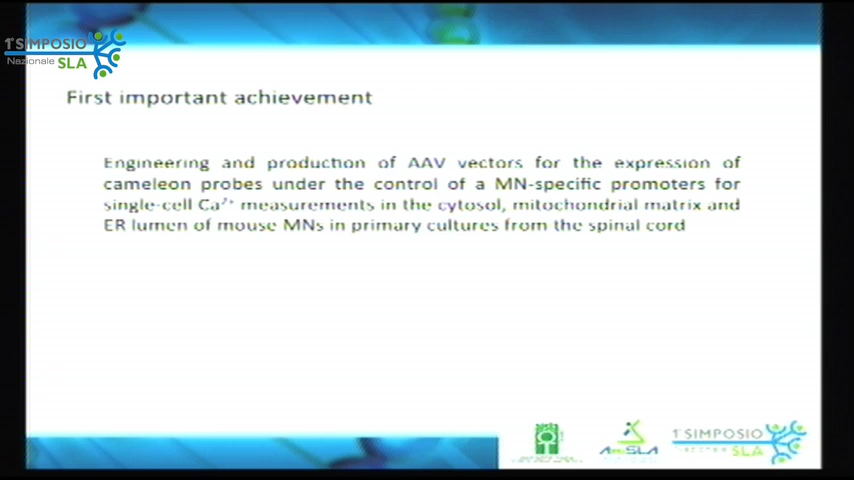 1° SIMPOSIO
Nazionale SLA
First important achievement
Engineering and production of AAV vectors for the expression of
cameleon probes under the control of a MN-specific promoters for
single-cell Ca²⁺ measurements in the cytosol, mitochondrial matrix and
ER lumen of mouse MNs in primary cultures from the spinal cord
1° SIMPOSIO
SLA